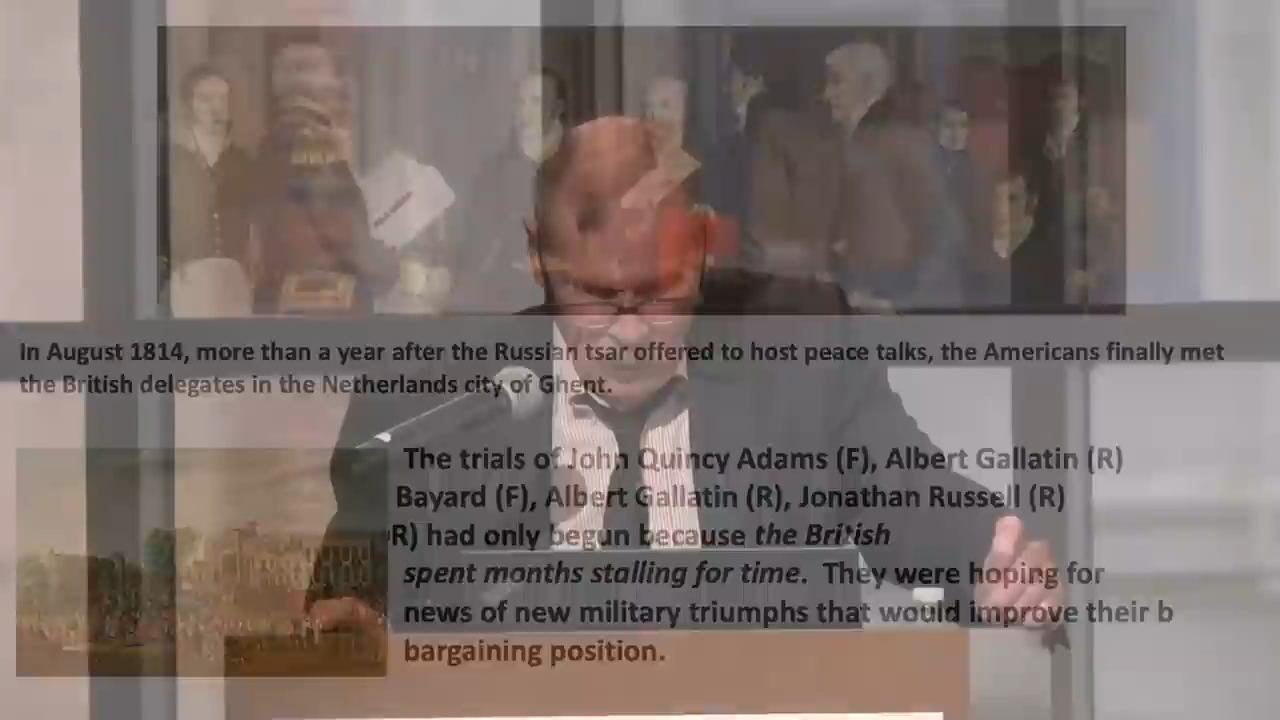 In August 1814, more than a year after the Russian tsar offered to host peace talks, the Americans finally met
the British delegates in the Netherlands city of Ghent.
The trials of John Quincy Adams (F), Albert Gallatin (R)
Bayard (F), Albert Gallatin (R), Jonathan Russell (R)
R) had only begun because the British
spent months stalling for time. They were hoping for
news of new military triumphs that would improve their b
bargaining position.